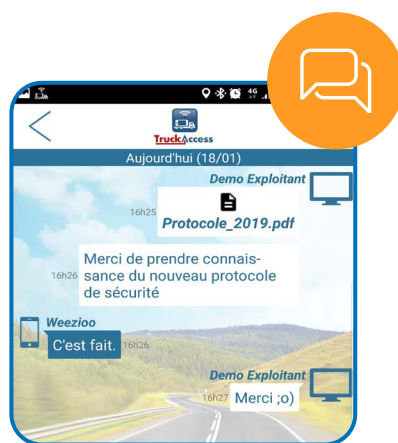 4G
TruckAccess
Aujourd'hui (18/01)
Demo Exploitant
16h25
Protocole_2019.pdf
Merci de prendre connais-
16h26 sance du nouveau protocole
de sécurité
Weezioo
C'est fait. 16h26
Demo Exploitant
16h27 Merci ;o)